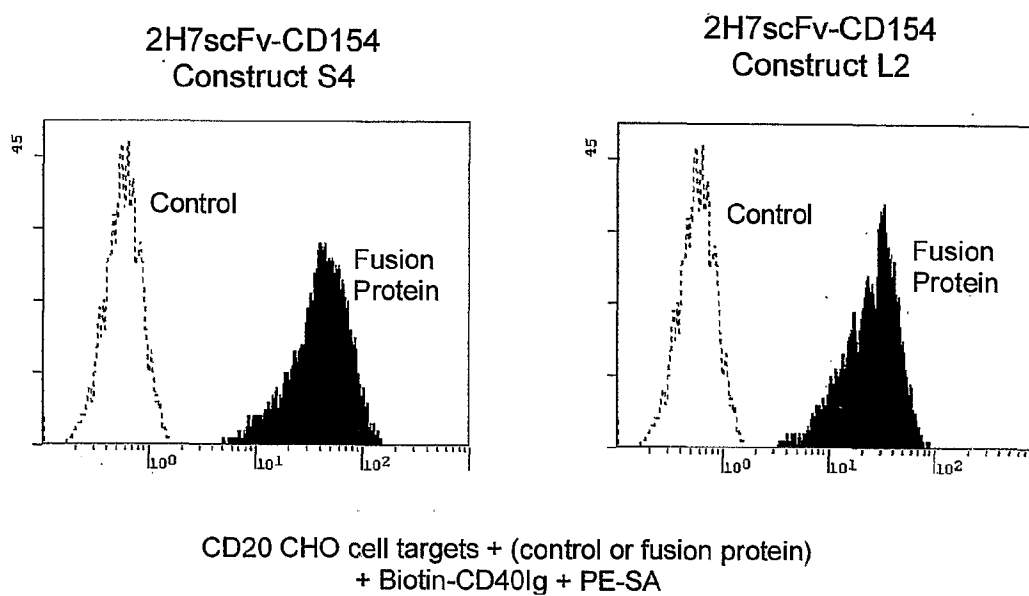 2H7scFv-CD154
Construct S4
45
Control
Fusion
Protein
10⁰
10¹
10²
2H7scFv-CD154
Construct L2
45
Control
Fusion
Protein
10⁰
10¹
10²
CD20 CHO cell targets + (control or fusion protein)
+ Biotin-CD40Ig + PE-SA